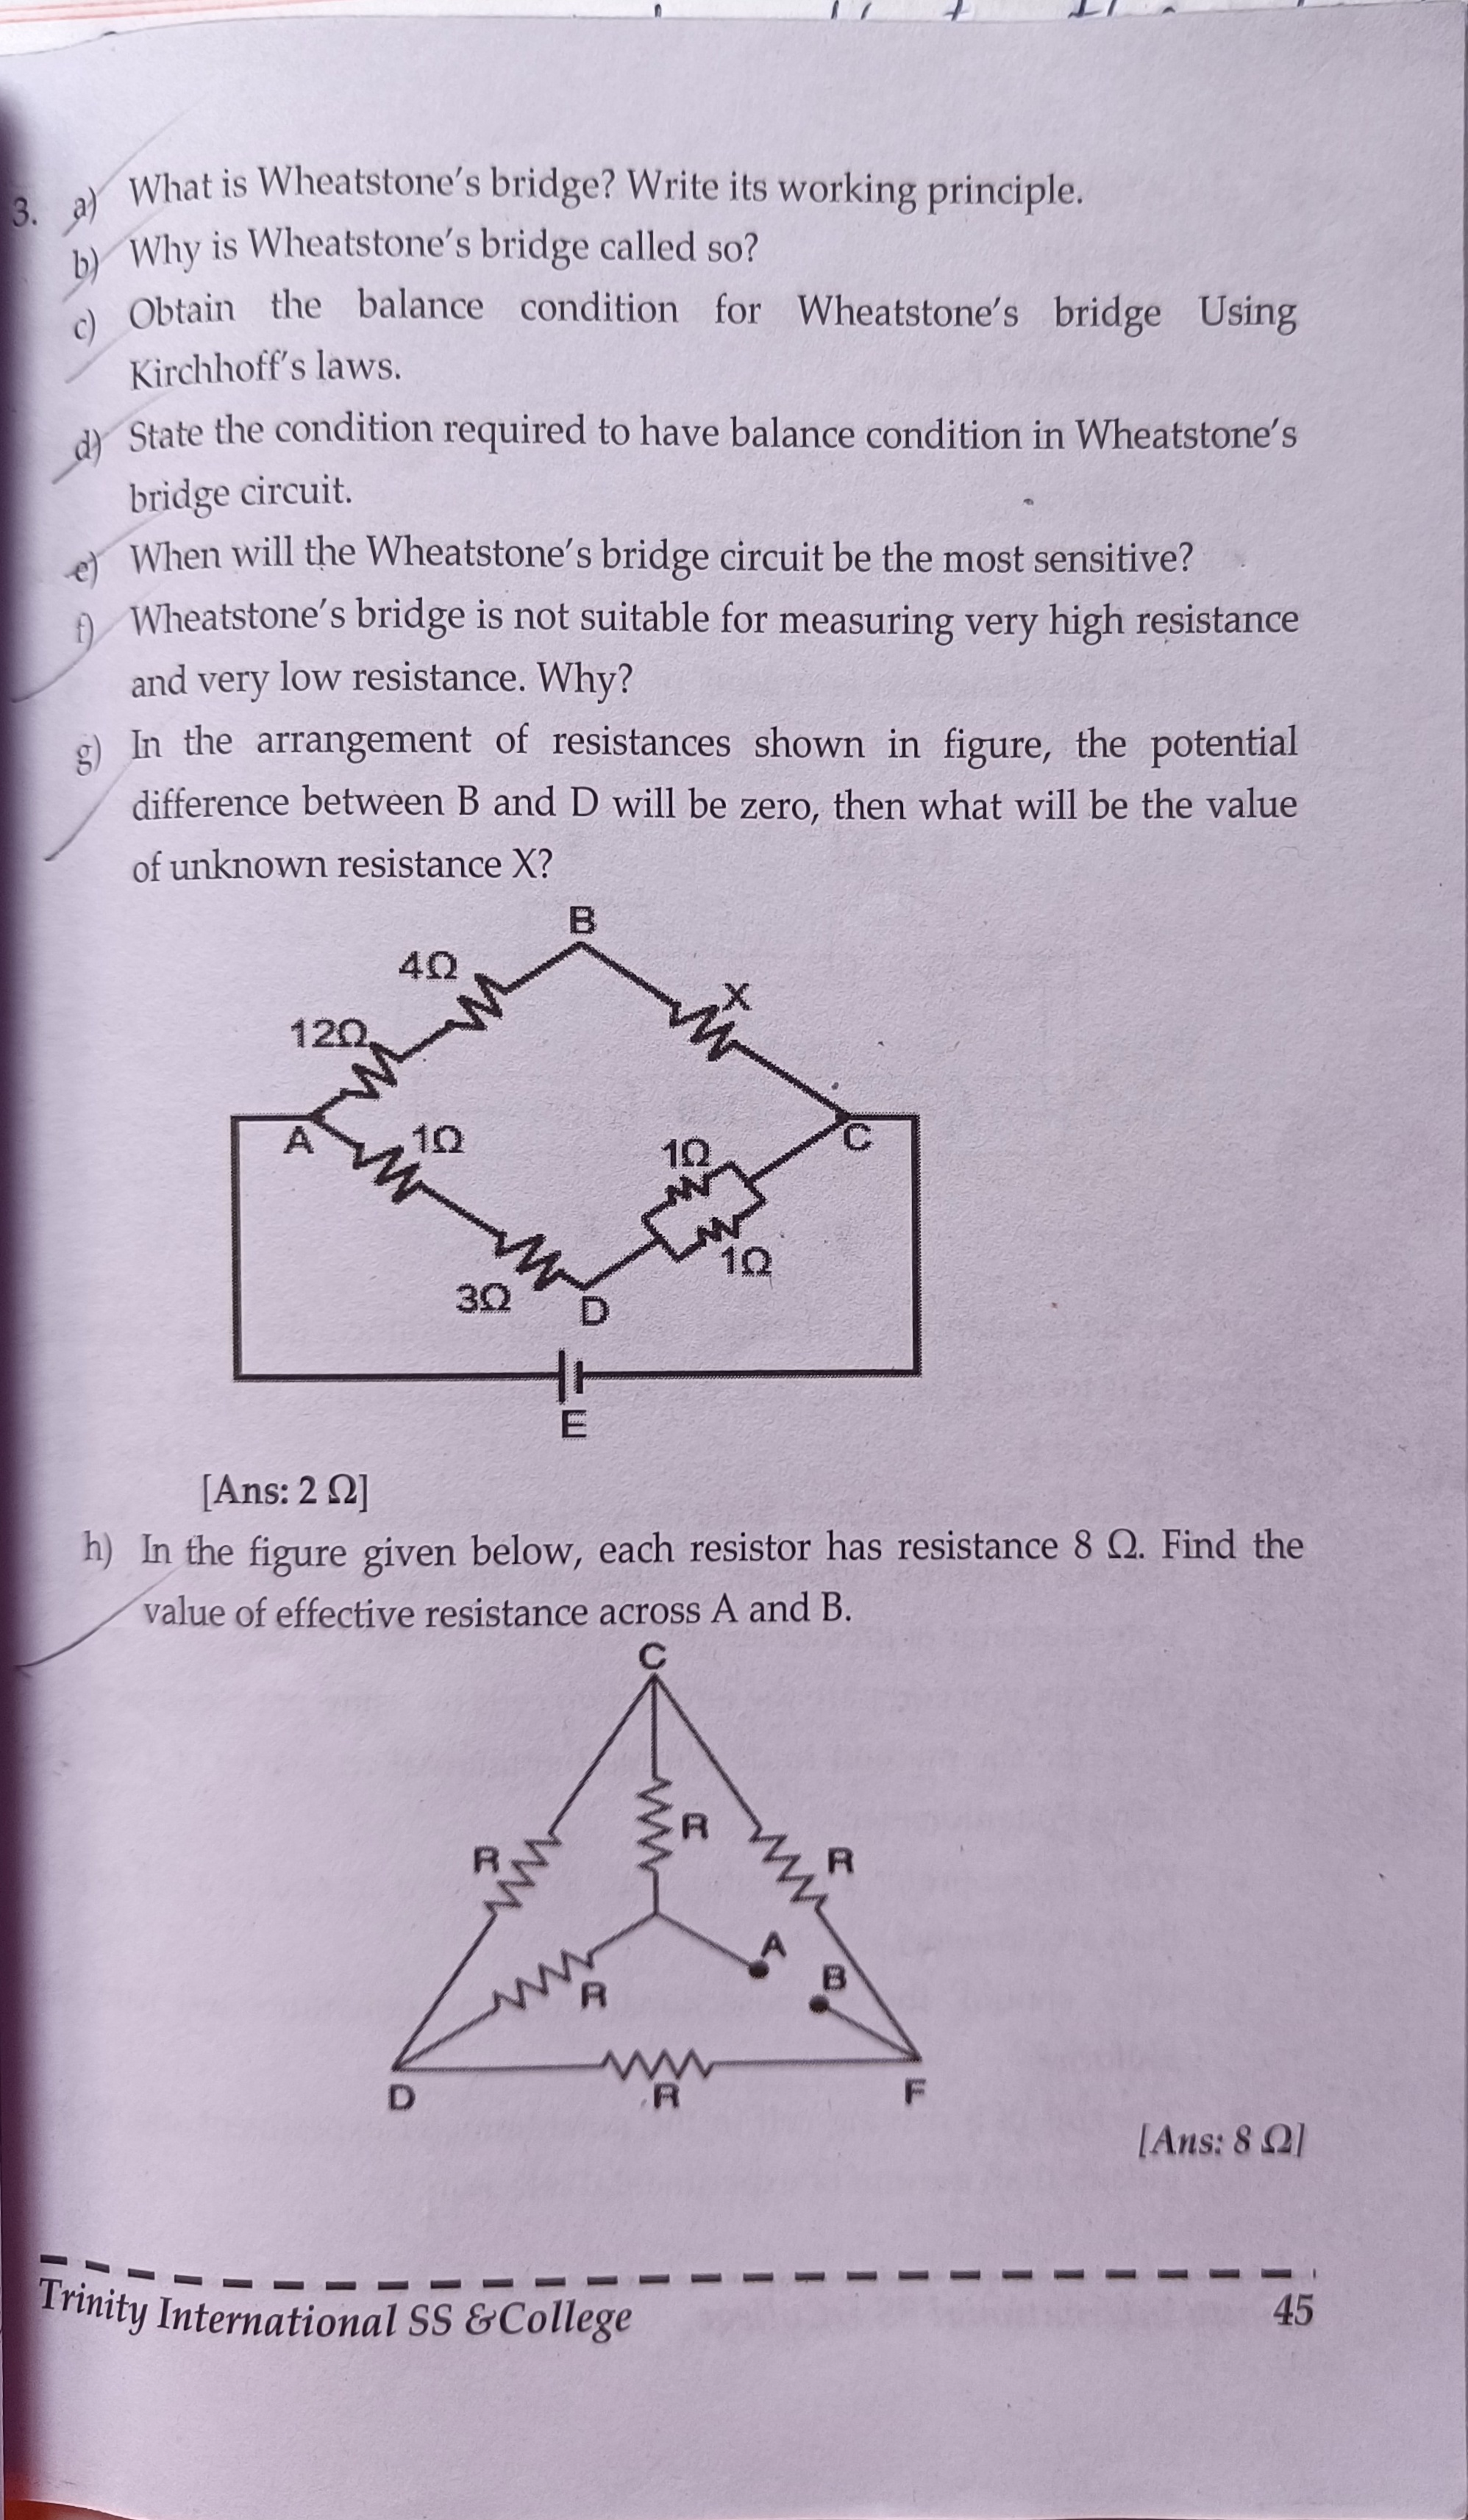 3. a) What is Wheatstone's bridge? Write its working principle.
b) Why is Wheatstone's bridge called so?
c) Obtain the balance condition for Wheatstone's bridge Using
Kirchhoff's laws.
d) State the condition required to have balance condition in Wheatstone's
bridge circuit.
e) When will the Wheatstone's bridge circuit be the most sensitive?
f) Wheatstone's bridge is not suitable for measuring very high resistance
and very low resistance. Why?
g) In the arrangement of resistances shown in figure, the potential
difference between B and D will be zero, then what will be the value
of unknown resistance X?
B
4Ω
X
12Ω
A
1Ω
1Ω
C
1Ω
3Ω
D
E
[Ans: 2 Ω]
h) In the figure given below, each resistor has resistance 8 Ω. Find the
value of effective resistance across A and B.
C
R
R
R
A
B
R
D
R
F
[Ans: 8 Ω]
Trinity International SS &College
45